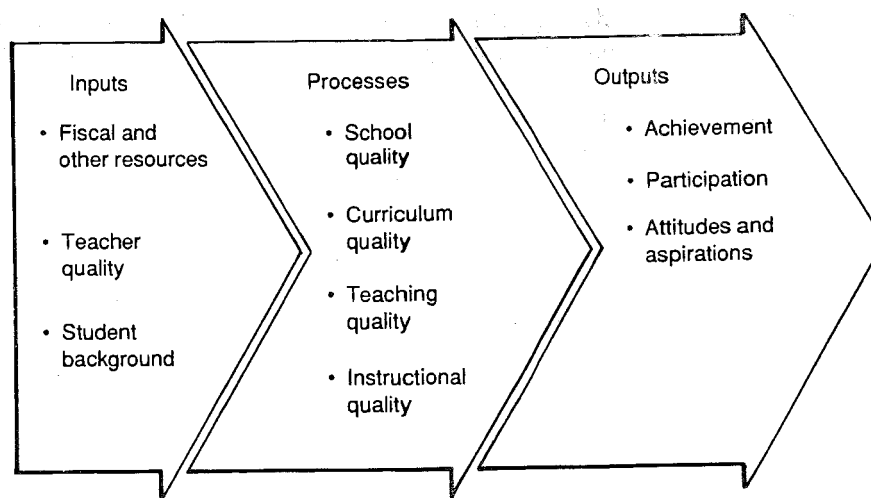 Inputs
• Fiscal and
other resources
• Teacher
quality
• Student
background
Processes
• School
quality
• Curriculum
quality
• Teaching
quality
• Instructional
quality
Outputs
• Achievement
• Participation
• Attitudes and
aspirations